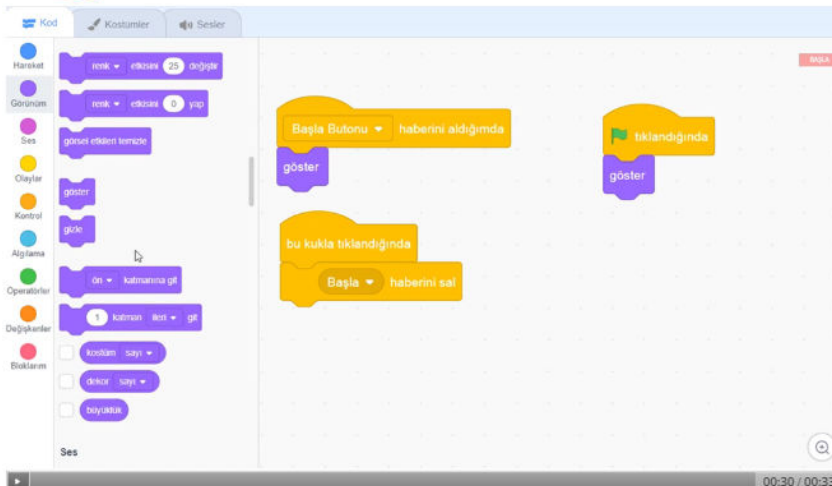 Kod
Kostümler
Sesler
Hareket
Görünüm
Ses
Olaylar
Kontrol
Algılama
Operatörler
Değişkenler
Bloklarım
renk etkisini 25 değiştir
renk etkisini 0 yap
görsel etkileri temizle
göster
gizle
ön katmanına git
1 katman ileri git
kostüm sayı
dekor sayı
büyüklük
Ses
Başla Butonu haberini aldığımda
göster
bu kukla tıklandığında
Başla haberini sal
tıklandığında
göster
BAŞLA
00:30 / 00:33